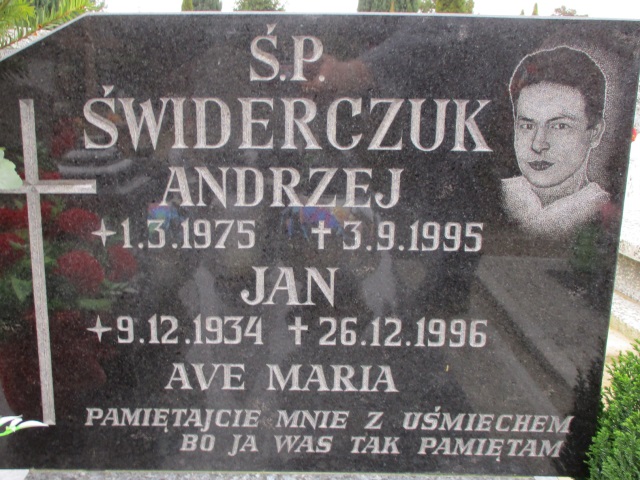 Ś.P.
ŚWIDERCZUK
ANDRZEJ
+1.3.1975 ✝3.9.1995
JAN
+9.12.1934 ✝26.12.1996
AVE MARIA
PAMIĘTAJCIE MNIE Z UŚMIECHEM
BO JA WAS TAK PAMIĘTAM